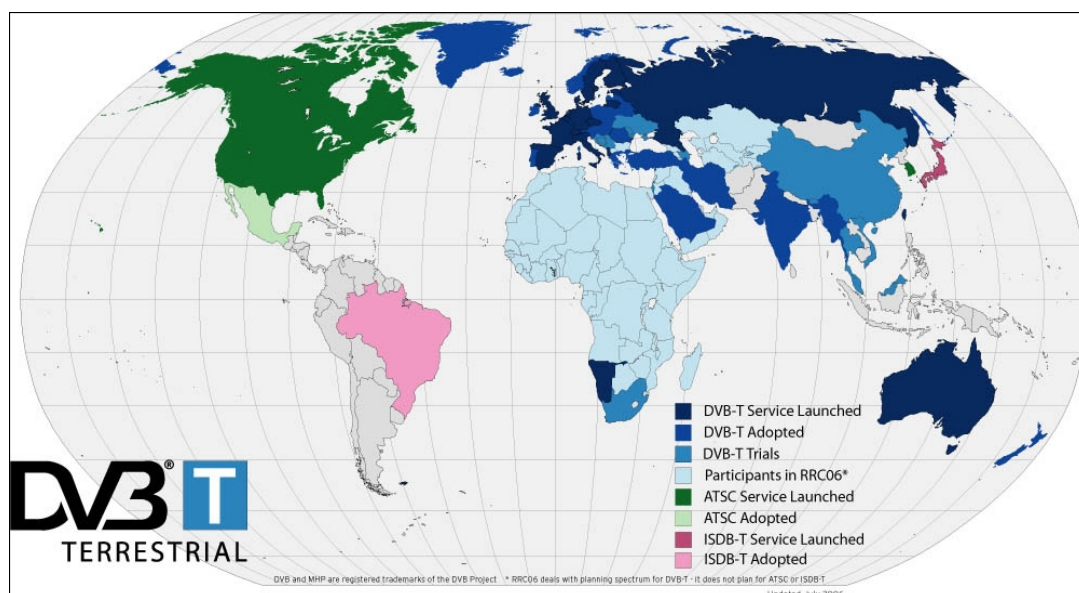 DVB-T Service Launched
DVB-T Adopted
DVB-T Trials
Participants in RRC06*
ATSC Service Launched
ATSC Adopted
ISDB-T Service Launched
ISDB-T Adopted
DVB® T
TERRESTRIAL
DVB and MHP are registered trademarks of the DVB Project * RRC06 deals with planning spectrum for DVB-T - it does not plan for ATSC or ISDB-T